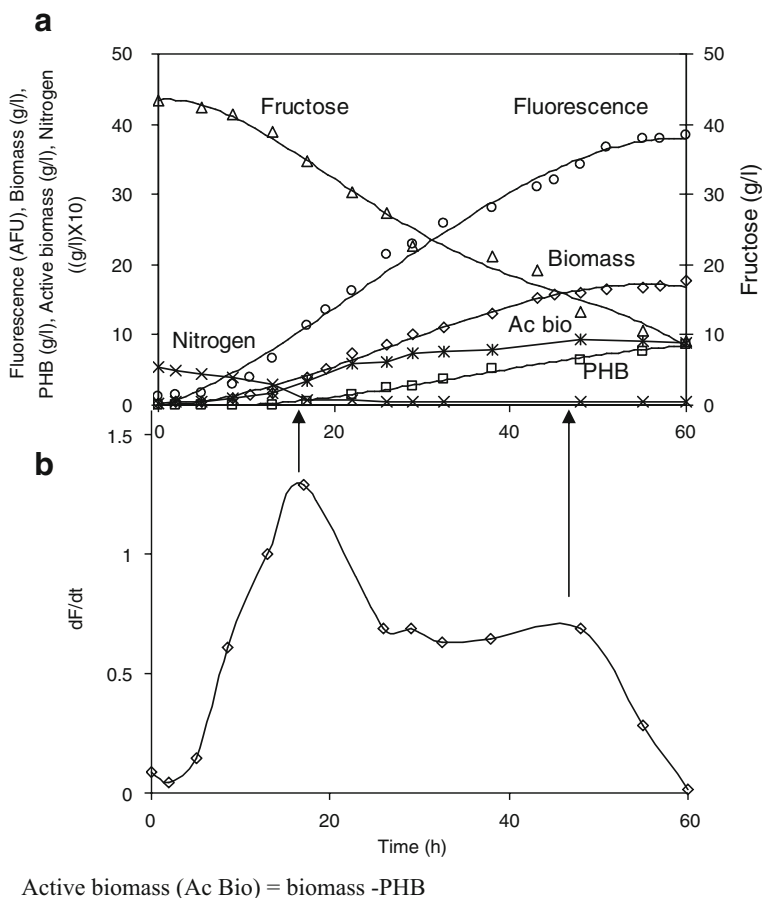 a
Fluorescence (AFU), Biomass (g/l),
PHB (g/l), Active biomass (g/l), Nitrogen
((g/l)X10)
50
40
30
20
10
0
50
40
30
20
10
0
Fructose (g/l)
Fructose
Fluorescence
Biomass
Nitrogen
Ac bio
PHB
0
20
40
60
b
dF/dt
1.5
1
0.5
0
0
20
40
60
Time (h)
Active biomass (Ac Bio) = biomass -PHB